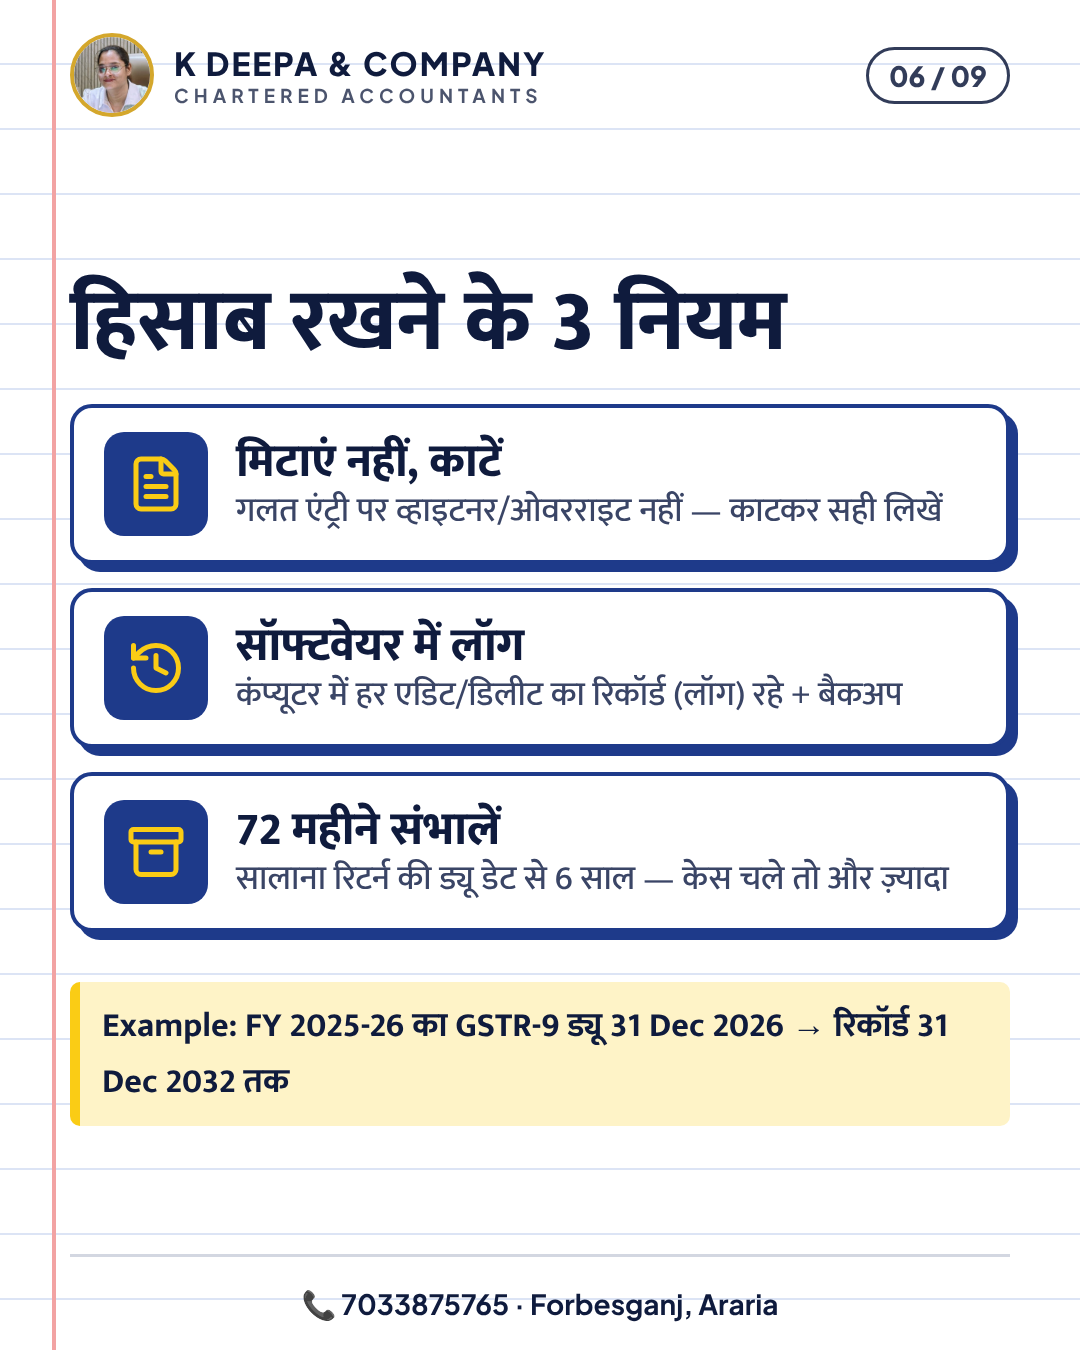 K DEEPA & COMPANY
CHARTERED ACCOUNTANTS
06 / 09
हिसाब रखने के 3 नियम
मिटाएं नहीं, काटें
गलत एंट्री पर व्हाइटनर/ओवरराइट नहीं — काटकर सही लिखें
सॉफ्टवेयर में लॉग
कंप्यूटर में हर एडिट/डिलीट का रिकॉर्ड (लॉग) रहे + बैकअप
72 महीने संभालें
सालाना रिटर्न की ड्यू डेट से 6 साल — केस चले तो और ज़्यादा
Example: FY 2025-26 का GSTR-9 ड्यू 31 Dec 2026 → रिकॉर्ड 31
Dec 2032 तक
📞 7033875765 · Forbesganj, Araria